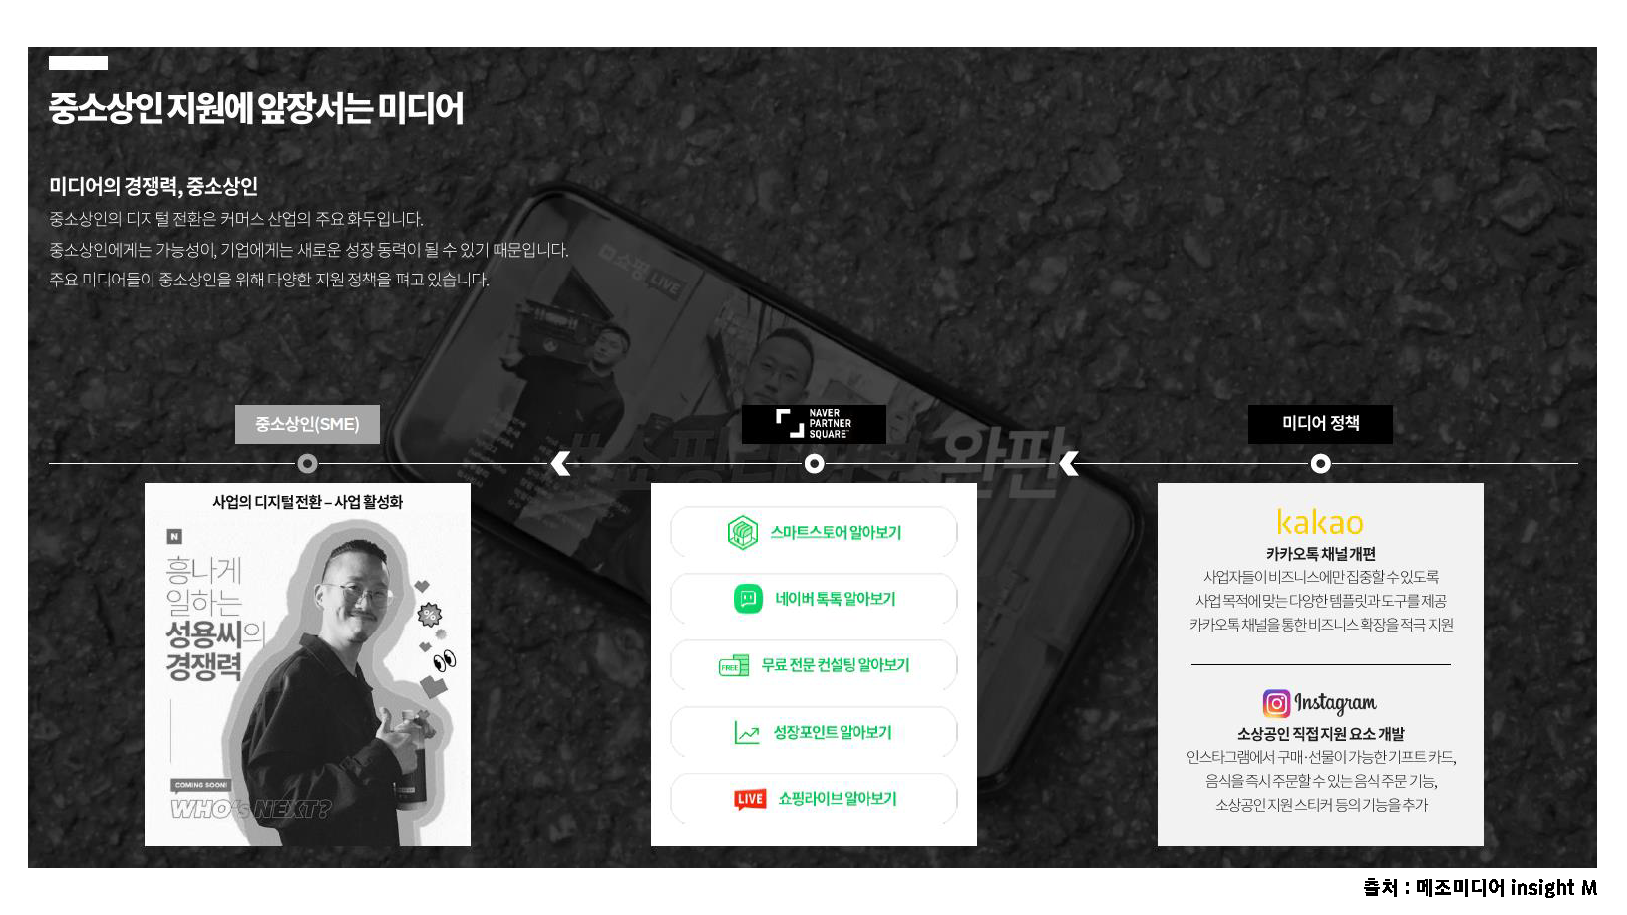 중소상인 지원에 앞장서는 미디어
미디어의 경쟁력, 중소상인
중소상인의 디지털 전환은 커머스 산업의 주요 화두입니다.
중소상인에게는 가능성이, 기업에게는 새로운 성장 동력이 될 수 있기 때문입니다.
주요 미디어들이 중소상인을 위해 다양한 지원 정책을 펴고 있습니다.
쇼핑 LIVE
#쇼핑라이브 완판
중소상인(SME)
사업의 디지털 전환 – 사업 활성화
N
흥나게
일하는
성용씨의
경쟁력
%
COMING SOON!
WHO's NEXT?
NAVER
PARTNER
SQUARE
스마트스토어 알아보기
네이버 톡톡 알아보기
FREE 무료 전문 컨설팅 알아보기
성장포인트 알아보기
LIVE 쇼핑라이브 알아보기
미디어 정책
kakao
카카오톡 채널 개편
사업자들이 비즈니스에만 집중할 수 있도록
사업 목적에 맞는 다양한 템플릿과 도구를 제공
카카오톡 채널을 통한 비즈니스 확장을 적극 지원
Instagram
소상공인 직접 지원 요소 개발
인스타그램에서 구매·선물이 가능한 기프트 카드,
음식을 즉시 주문할 수 있는 음식 주문 기능,
소상공인 지원 스티커 등의 기능을 추가
출처 : 메조미디어 insight M